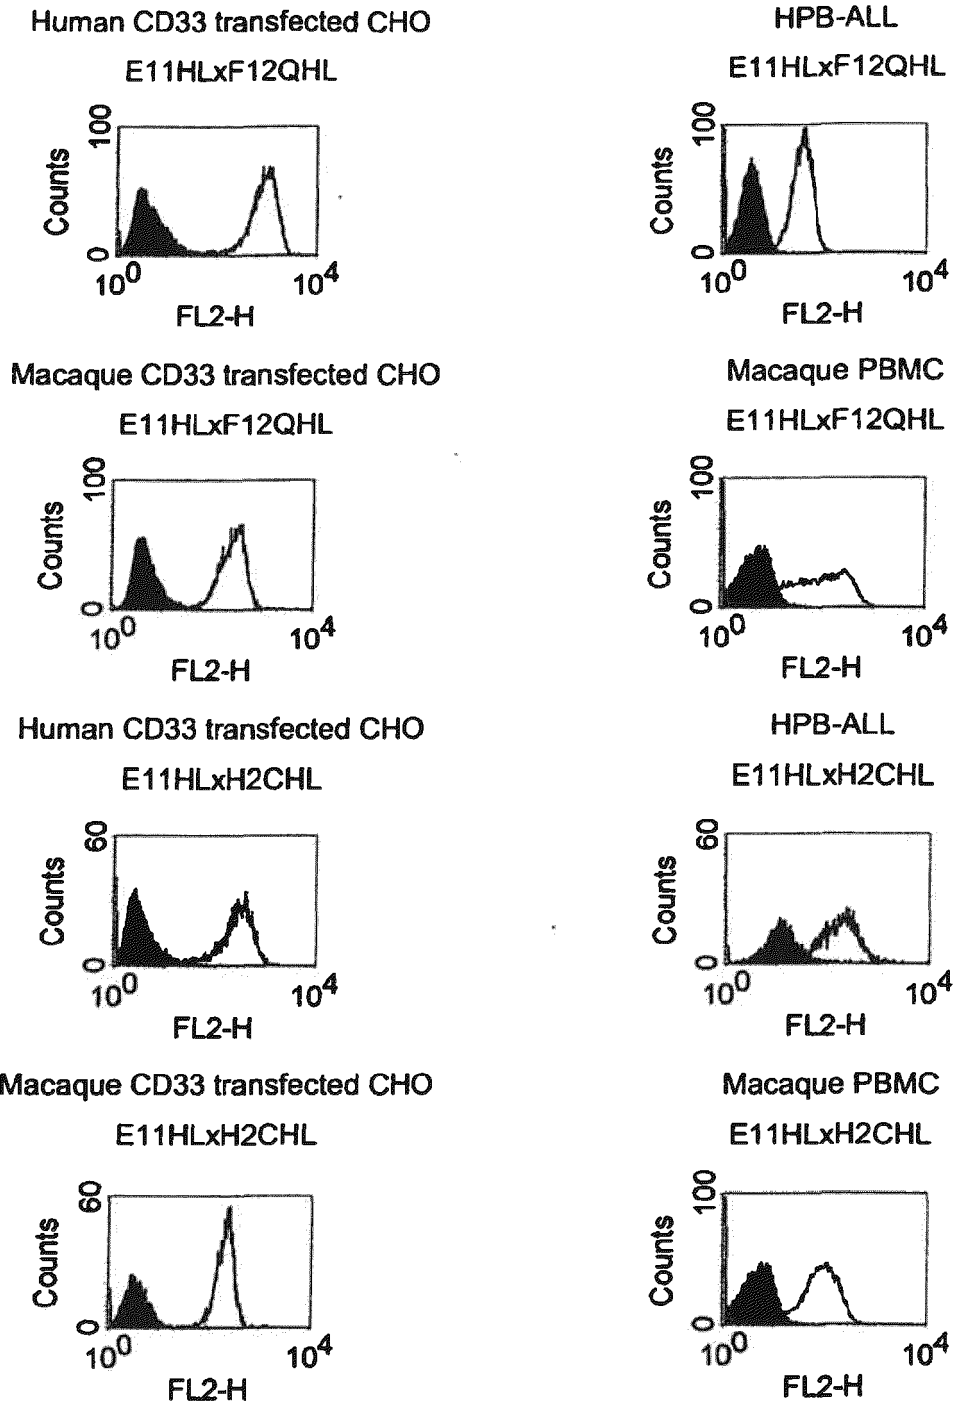 Human CD33 transfected CHO
E11HLxF12QHL
100
Counts
0
10^0
10^4
FL2-H
HPB-ALL
E11HLxF12QHL
100
Counts
0
10^0
10^4
FL2-H
Macaque CD33 transfected CHO
E11HLxF12QHL
100
Counts
0
10^0
10^4
FL2-H
Macaque PBMC
E11HLxF12QHL
100
Counts
0
10^0
10^4
FL2-H
Human CD33 transfected CHO
E11HLxH2CHL
60
Counts
0
10^0
10^4
FL2-H
HPB-ALL
E11HLxH2CHL
60
Counts
0
10^0
10^4
FL2-H
Macaque CD33 transfected CHO
E11HLxH2CHL
60
Counts
0
10^0
10^4
FL2-H
Macaque PBMC
E11HLxH2CHL
100
Counts
0
10^0
10^4
FL2-H